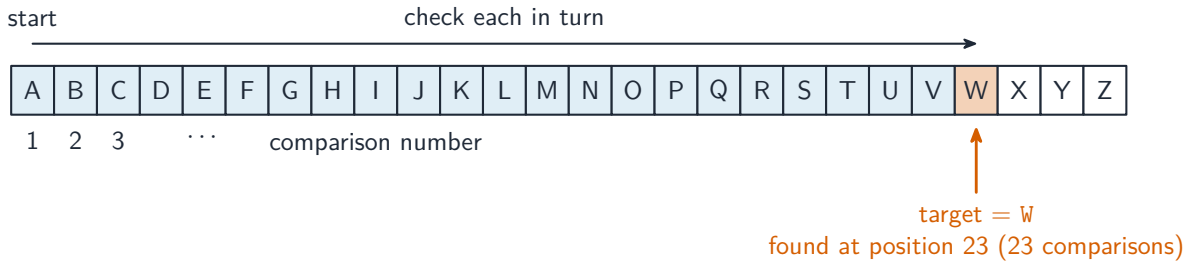 start
check each in turn
A B C D E F G H I J K L M N O P Q R S T U V W X Y Z
1 2 3 ··· comparison number
target = W
found at position 23 (23 comparisons)